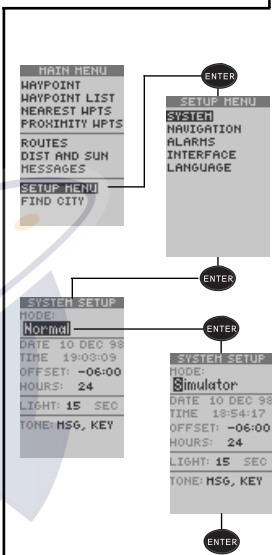 MAIN MENU
WAYPOINT
WAYPOINT LIST
NEAREST WPTS
PROXIMITY WPTS
ROUTES
DIST AND SUN
MESSAGES
SETUP MENU
FIND CITY
ENTER
SETUP MENU
SYSTEM
NAVIGATION
ALARMS
INTERFACE
LANGUAGE
ENTER
SYSTEM SETUP
MODE:
Normal
DATE 10 DEC 98
TIME 19:03:09
OFFSET: -06:00
HOURS: 24
LIGHT: 15 SEC
TONE: MSG, KEY
ENTER
SYSTEM SETUP
MODE:
Simulator
DATE 10 DEC 98
TIME 18:54:17
OFFSET: -06:00
HOURS: 24
LIGHT: 15 SEC
TONE: MSG, KEY
ENTER